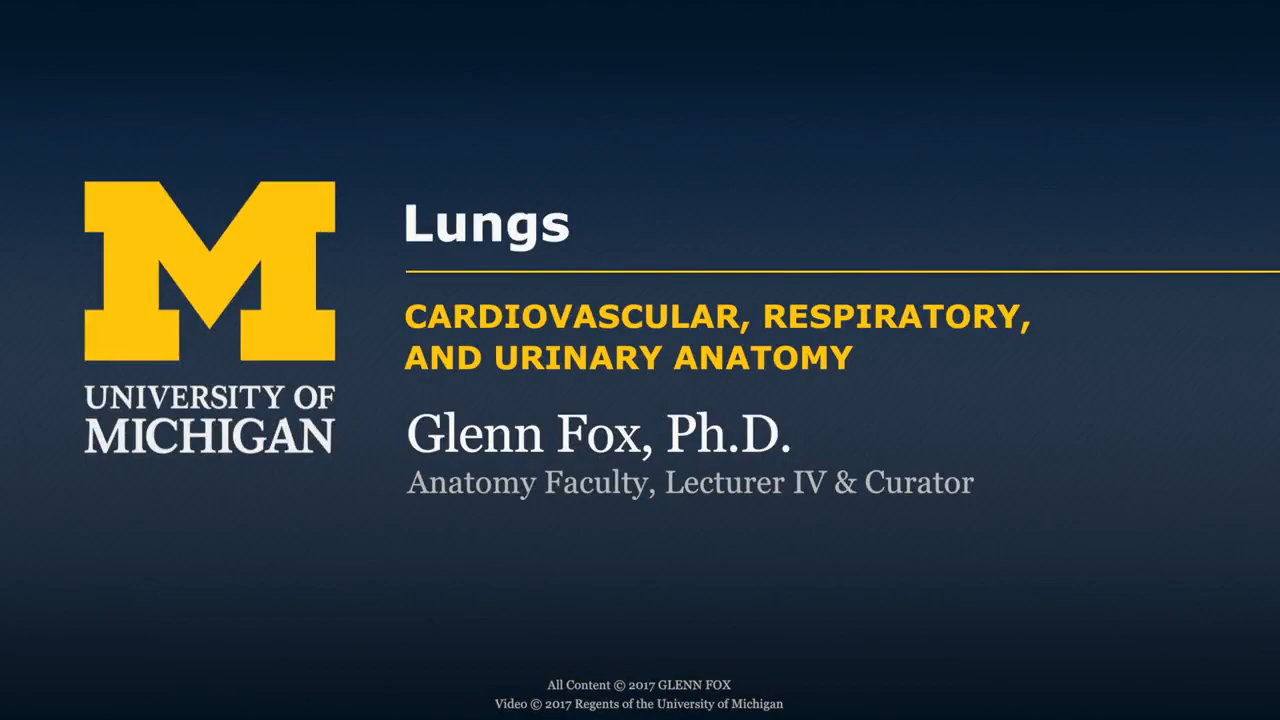 UNIVERSITY OF
MICHIGAN
Lungs
CARDIOVASCULAR, RESPIRATORY,
AND URINARY ANATOMY
Glenn Fox, Ph.D.
Anatomy Faculty, Lecturer IV & Curator
All Content © 2017 GLENN FOX
Video © 2017 Regents of the University of Michigan